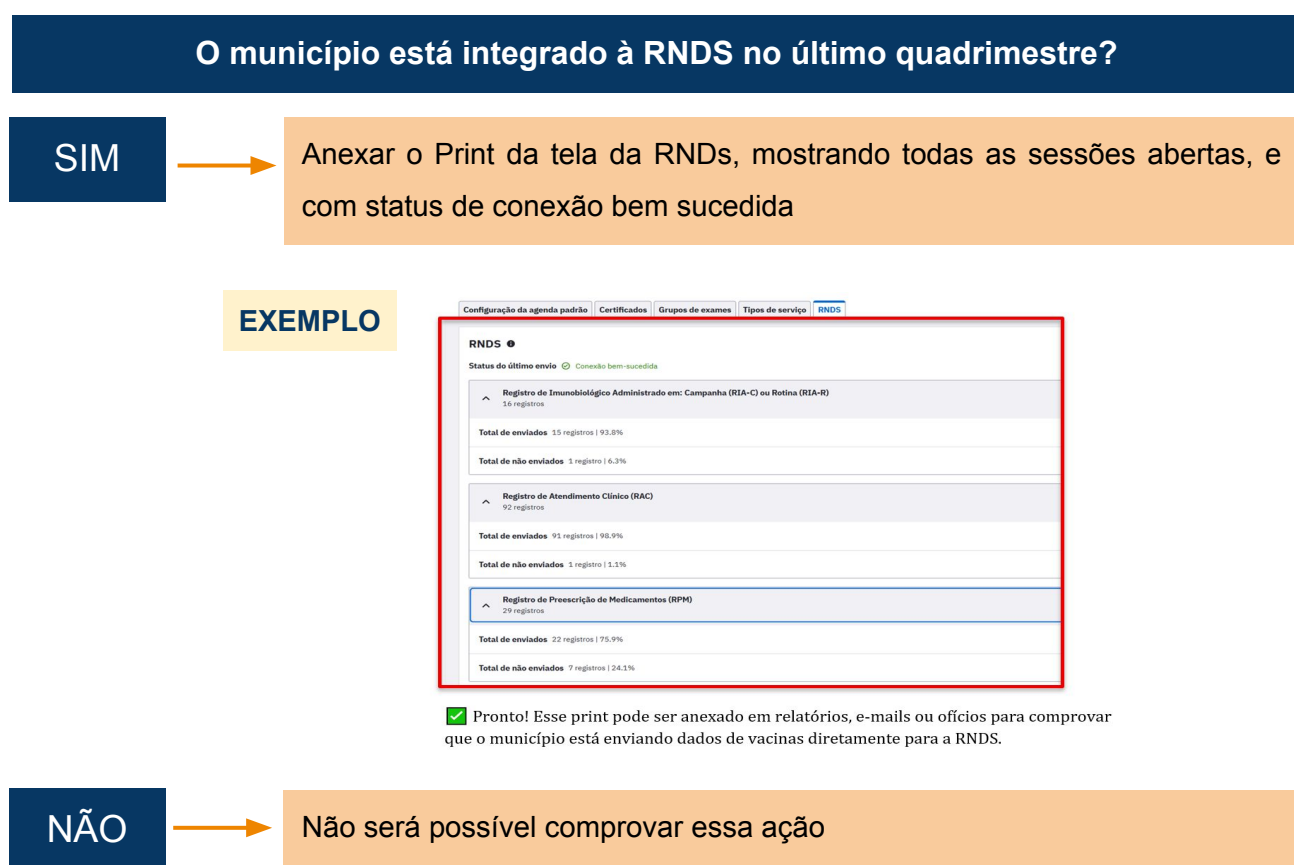 O município está integrado à RNDS no último quadrimestre?
SIM
Anexar o Print da tela da RNDs, mostrando todas as sessões abertas, e
com status de conexão bem sucedida
EXEMPLO
Configuração da agenda padrão Certificados Grupos de exames Tipos de serviço RNDS
RNDS
Status do último envio Conexão bem-sucedida
Registro de Imunobiológico Administrado em: Campanha (RIA-C) ou Rotina (RIA-R)
16 registros
Total de enviados 15 registros | 93.8%
Total de não enviados 1 registro | 6.3%
Registro de Atendimento Clínico (RAC)
92 registros
Total de enviados 91 registros | 98.9%
Total de não enviados 1 registro | 1.1%
Registro de Preescrição de Medicamentos (RPM)
29 registros
Total de enviados 22 registros | 75.9%
Total de não enviados 7 registros | 24.1%
✅ Pronto! Esse print pode ser anexado em relatórios, e-mails ou ofícios para comprovar
que o município está enviando dados de vacinas diretamente para a RNDS.
NÃO
Não será possível comprovar essa ação